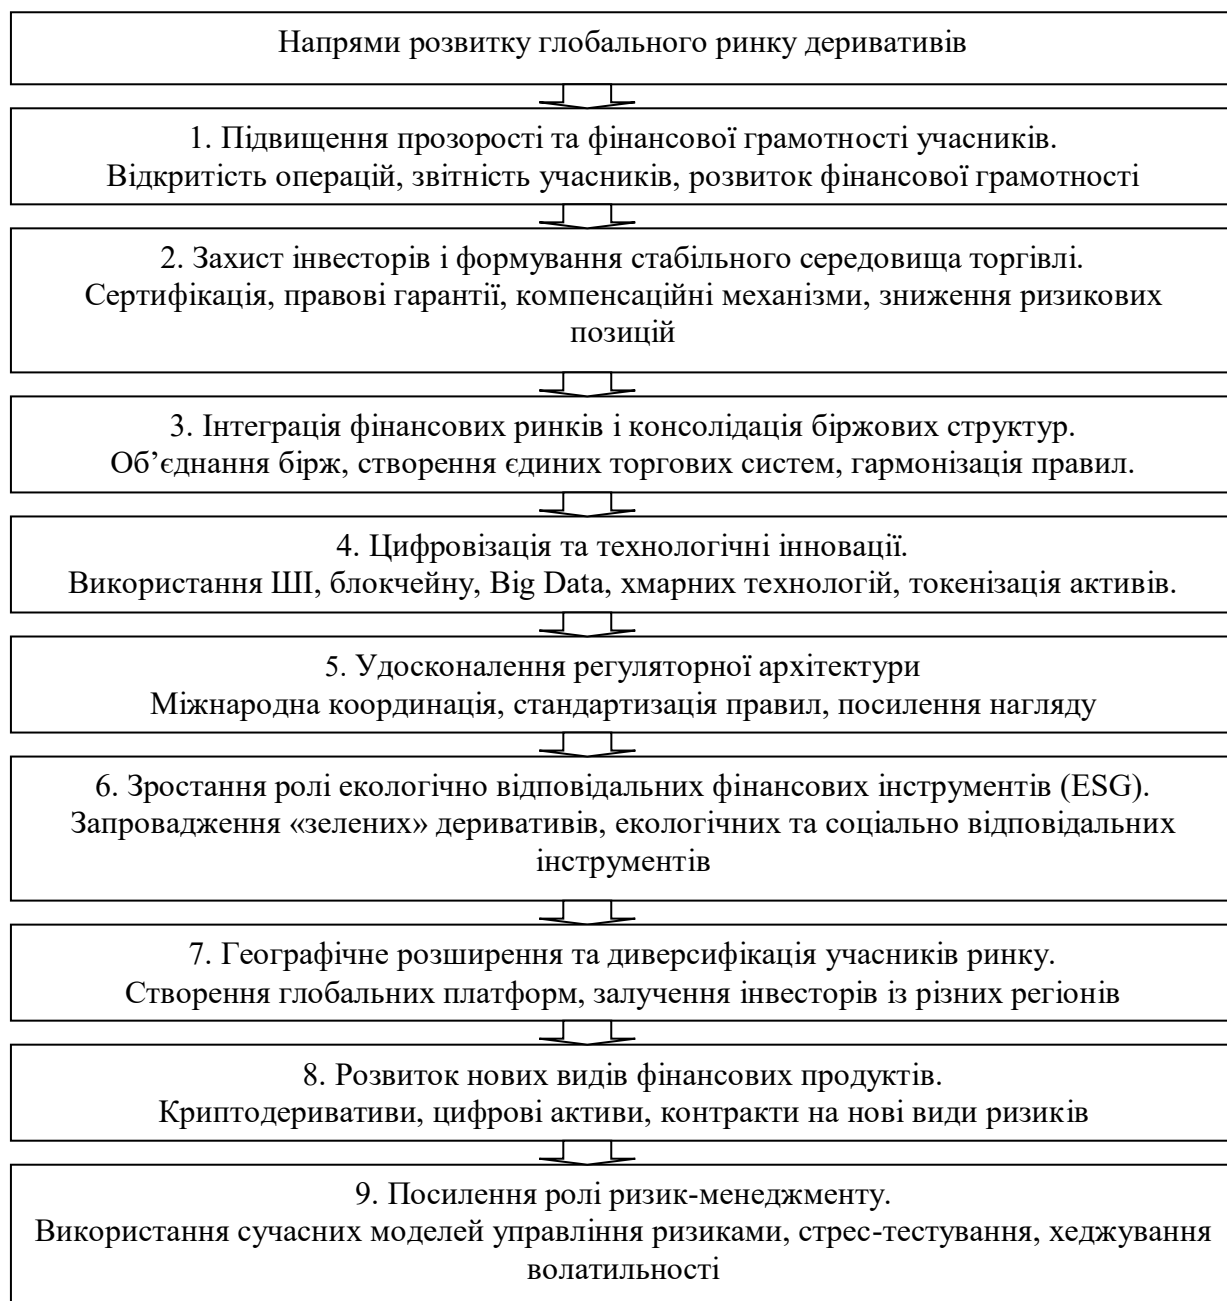 Напрями розвитку глобального ринку деривативів
1. Підвищення прозорості та фінансової грамотності учасників.
Відкритість операцій, звітність учасників, розвиток фінансової грамотності
2. Захист інвесторів і формування стабільного середовища торгівлі.
Сертифікація, правові гарантії, компенсаційні механізми, зниження ризикових
позицій
3. Інтеграція фінансових ринків і консолідація біржових структур.
Об’єднання бірж, створення єдиних торгових систем, гармонізація правил.
4. Цифровізація та технологічні інновації.
Використання ШІ, блокчейну, Big Data, хмарних технологій, токенізація активів.
5. Удосконалення регуляторної архітектури
Міжнародна координація, стандартизація правил, посилення нагляду
6. Зростання ролі екологічно відповідальних фінансових інструментів (ESG).
Запровадження «зелених» деривативів, екологічних та соціально відповідальних
інструментів
7. Географічне розширення та диверсифікація учасників ринку.
Створення глобальних платформ, залучення інвесторів із різних регіонів
8. Розвиток нових видів фінансових продуктів.
Криптодеривативи, цифрові активи, контракти на нові види ризиків
9. Посилення ролі ризик-менеджменту.
Використання сучасних моделей управління ризиками, стрес-тестування, хеджування
волатильності